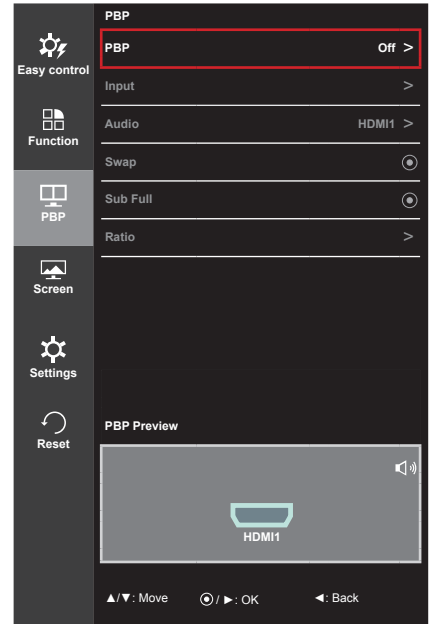 Easy control
Function
PBP
Screen
Settings
Reset
PBP
PBP Off >
Input >
Audio HDMI1 >
Swap
Sub Full
Ratio >
PBP Preview
HDMI1
▲/▼: Move ⦿/ ►: OK ◄: Back